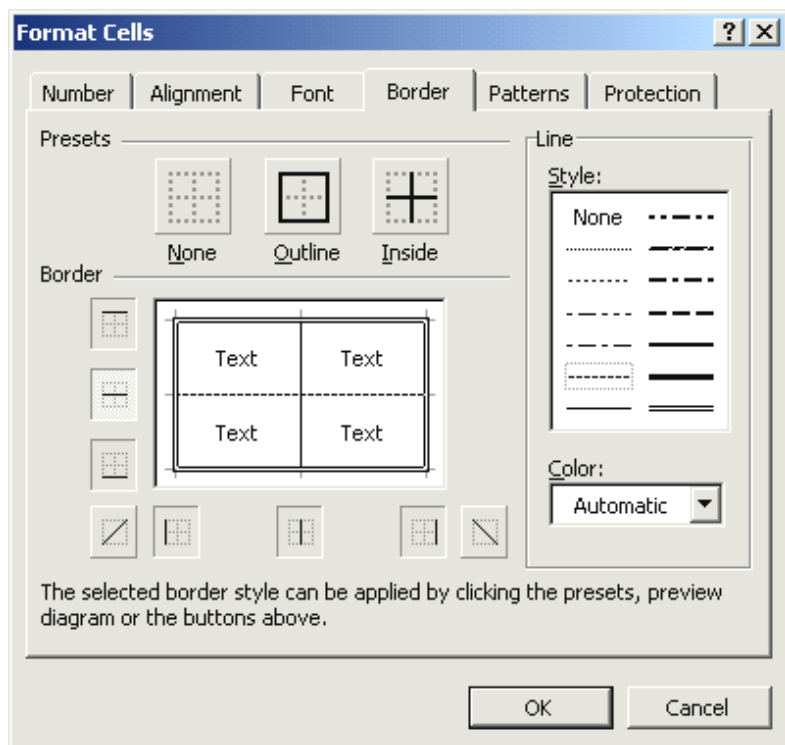 Format Cells
Number Alignment Font Border Patterns Protection
Presets
None Outline Inside
Border
Text Text
Text Text
Line
Style:
None
Color:
Automatic
The selected border style can be applied by clicking the presets, preview
diagram or the buttons above.
OK Cancel